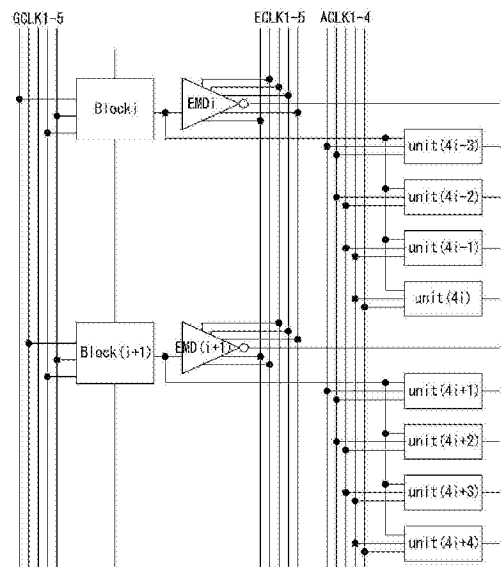 GCLK1-5 ECLK1-5 ACLK1-4
Blocki
EMDi
unit(4i-3)
unit(4i-2)
unit(4i-1)
unit(4i)
Block(i+1)
EMD(i+1)
unit(4i+1)
unit(4i+2)
unit(4i+3)
unit(4i+4)